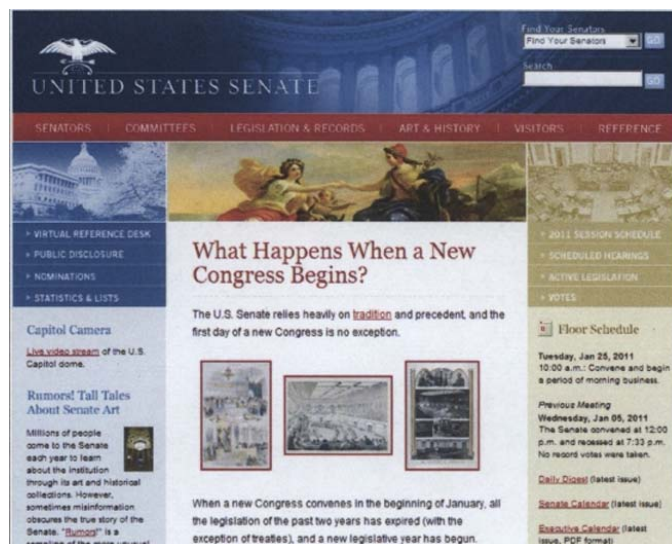 Find Your Senators
Find Your Senators
GO
Search
GO
UNITED STATES SENATE
SENATORS | COMMITTEES | LEGISLATION & RECORDS | ART & HISTORY | VISITORS | REFERENCE
» VIRTUAL REFERENCE DESK
» PUBLIC DISCLOSURE
» NOMINATIONS
» STATISTICS & LISTS
Capitol Camera
Live video stream of the U.S.
Capitol dome.
Rumors! Tall Tales
About Senate Art
Millions of people
come to the Senate
each year to learn
about the institution
through its art and historical
collections. However,
sometimes misinformation
obscures the true story of the
Senate. "Rumors!" is a
sampling of the more unusual
What Happens When a New
Congress Begins?
The U.S. Senate relies heavily on tradition and precedent, and the
first day of a new Congress is no exception.
When a new Congress convenes in the beginning of January, all
the legislation of the past two years has expired (with the
exception of treaties), and a new legislative year has begun.
» 2011 SESSION SCHEDULE
» SCHEDULED HEARINGS
» ACTIVE LEGISLATION
» VOTES
Floor Schedule
Tuesday, Jan 25, 2011
10:00 a.m.: Convene and begin
a period of morning business.
Previous Meeting
Wednesday, Jan 05, 2011
The Senate convened at 12:00
p.m. and recessed at 7:33 p.m.
No record votes were taken.
Daily Digest (latest issue)
Senate Calendar (latest issue)
Executive Calendar (latest
issue, PDF format)